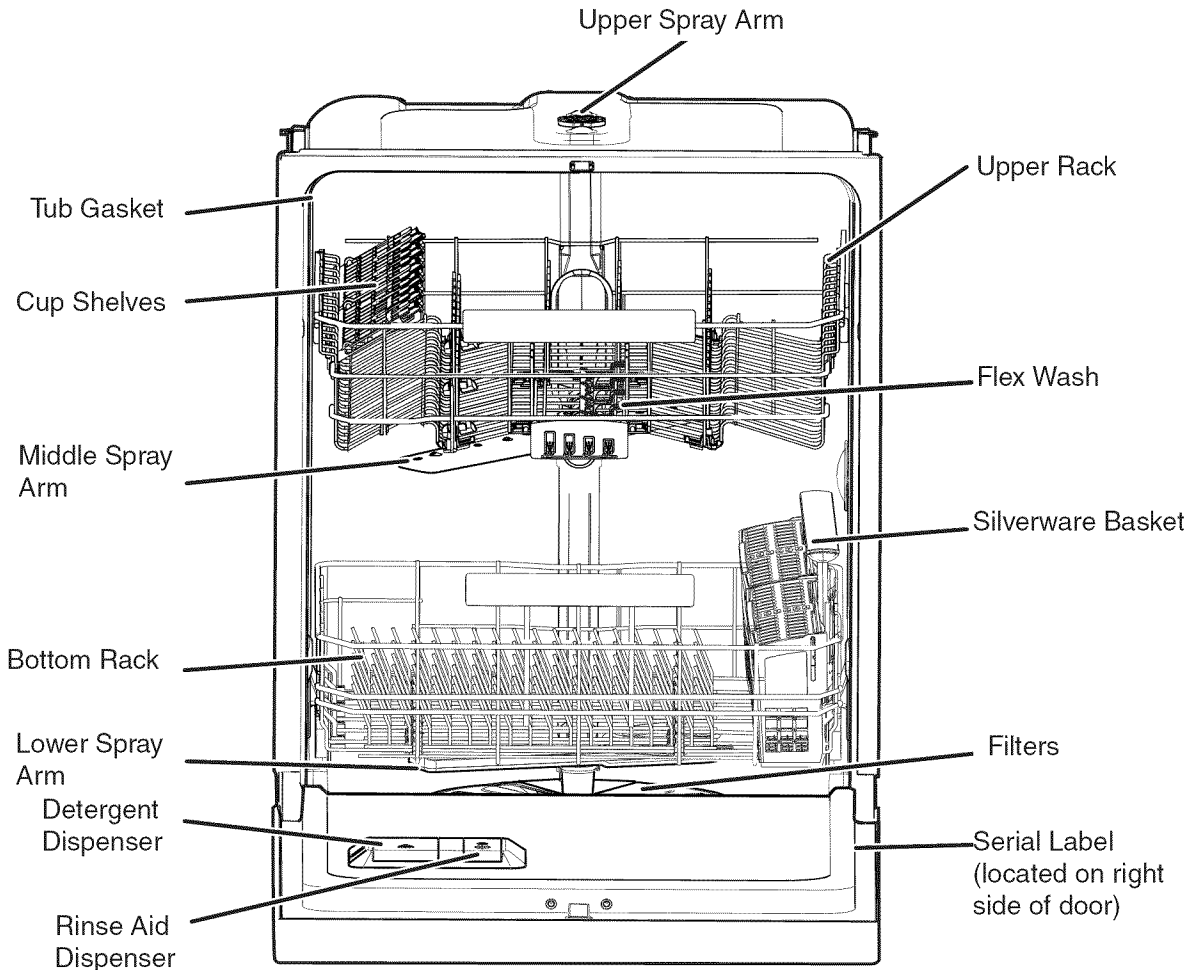 Upper Spray Arm
Upper Rack
Tub Gasket
Cup Shelves
Flex Wash
Middle Spray
Arm
Silverware Basket
Bottom Rack
Lower Spray
Arm
Filters
Detergent
Dispenser
Serial Label
(located on right
side of door)
Rinse Aid
Dispenser